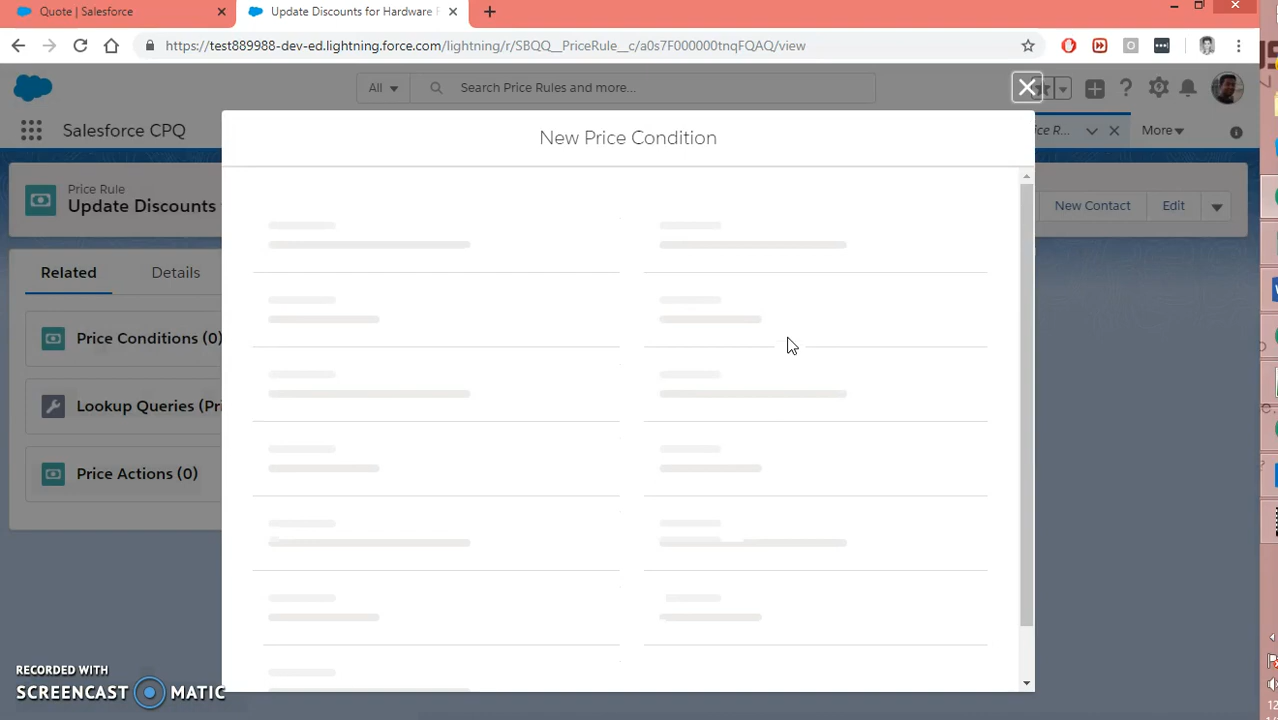 Quote | Salesforce
Update Discounts for Hardware
https://test889988-dev-ed.lightning.force.com/lightning/r/SBQQ__PriceRule__c/a0s7F000000tnqFQAQ/view
All
Search Price Rules and more...
Salesforce CPQ
ice R...
More
New Price Condition
Price Rule
Update Discounts
New Contact
Edit
Related
Details
Price Conditions (0)
Lookup Queries (Pri
Price Actions (0)
RECORDED WITH
SCREENCAST MATIC